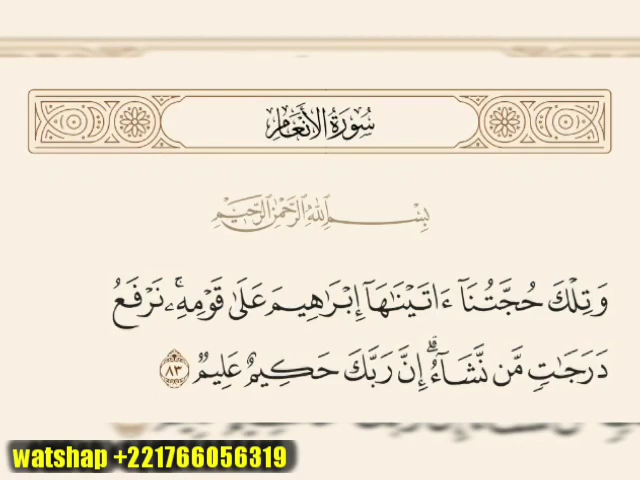 سُورَةُ الأَنْعَامِ
بِسْمِ ٱللَّهِ ٱلرَّحْمَٰنِ ٱلرَّحِيمِ
وَتِلْكَ حُجَّتُنَآ ءَاتَيْنَٰهَآ إِبْرَٰهِيمَ عَلَىٰ قَوْمِهِۦۚ نَرْفَعُ
دَرَجَٰتٍ مَّن نَّشَآءُۗ إِنَّ رَبَّكَ حَكِيمٌ عَلِيمٌ ٨٣
watshap +221766056319